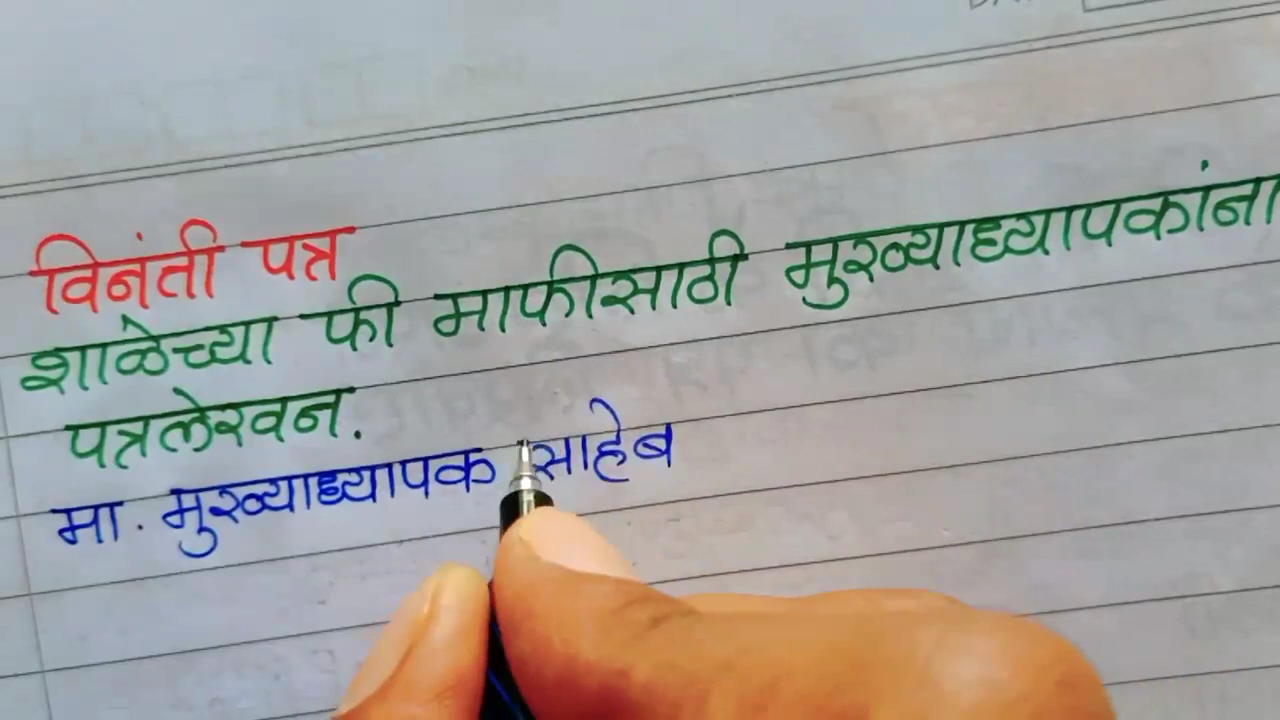 विनंती पत्र
शाळेच्या फी माफीसाठी मुख्याध्यापकांना
पत्रलेखन.
मा. मुख्याध्यापक साहेब